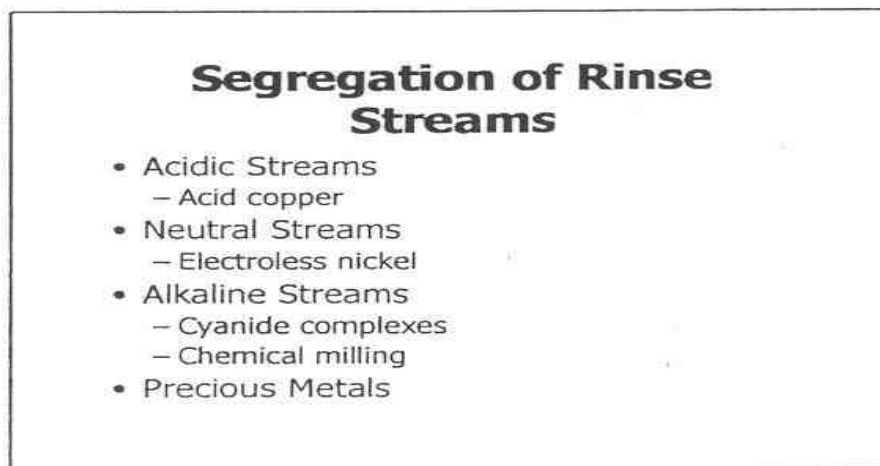 Segregation of Rinse
Streams
• Acidic Streams
– Acid copper
• Neutral Streams
– Electroless nickel
• Alkaline Streams
– Cyanide complexes
– Chemical milling
• Precious Metals